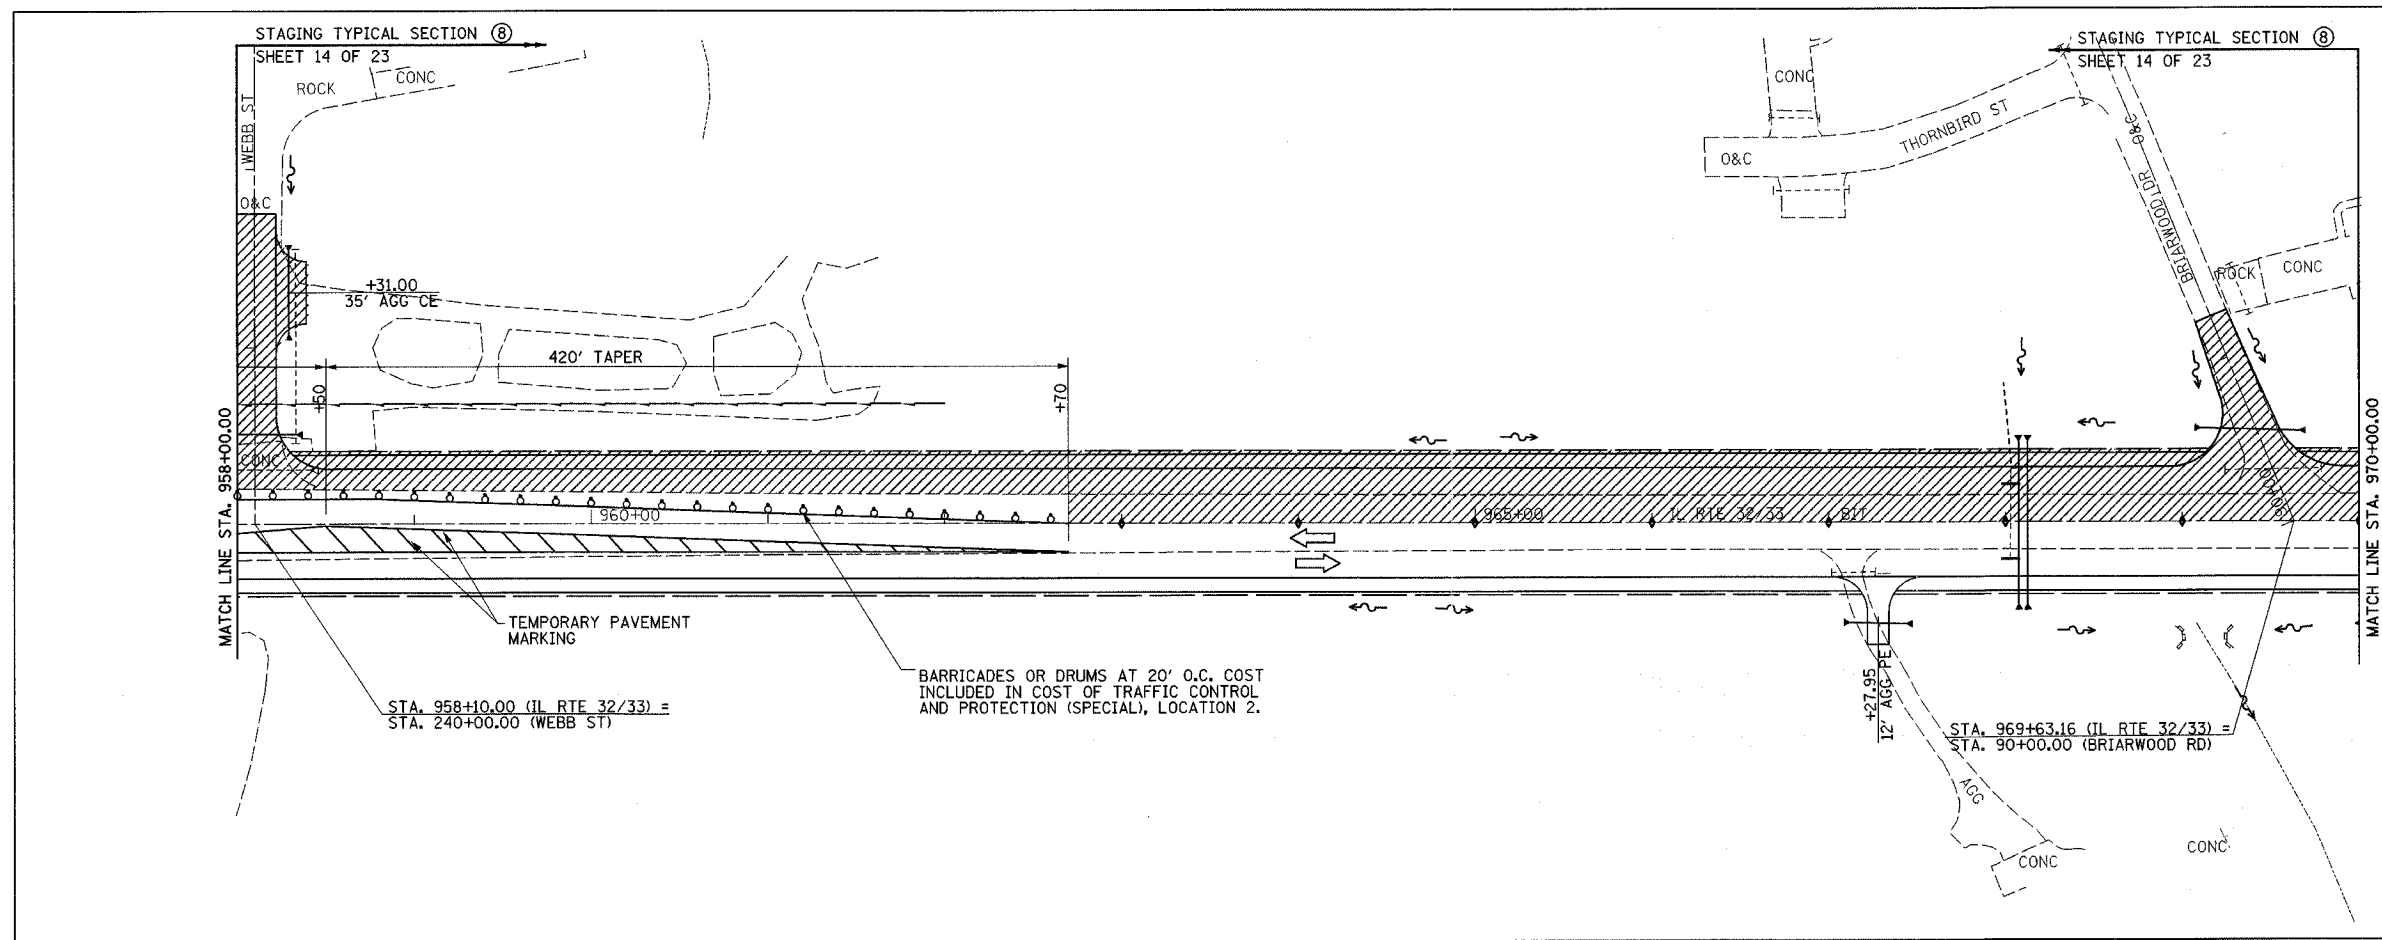 STAGING TYPICAL SECTION 8
SHEET 14 OF 23
STAGING TYPICAL SECTION 8
SHEET 14 OF 23
ROCK
CONC
WEBB ST
O&C
CONC
O&C
THORNBIRD ST
O&C
BRIARWOOD DR
ROCK
CONC
+31.00
35' AGG CE
420' TAPER
+50
+70
MATCH LINE STA. 958+00.00
MATCH LINE STA. 970+00.00
CONC
960+00
965+00
IL RTE 32/33
BIT
90+00
TEMPORARY PAVEMENT
MARKING
BARRICADES OR DRUMS AT 20' O.C. COST
INCLUDED IN COST OF TRAFFIC CONTROL
AND PROTECTION (SPECIAL), LOCATION 2.
STA. 958+10.00 (IL RTE 32/33) =
STA. 240+00.00 (WEBB ST)
+27.95
12' AGG PE
STA. 969+63.16 (IL RTE 32/33) =
STA. 90+00.00 (BRIARWOOD RD)
AGG
CONC
CONC